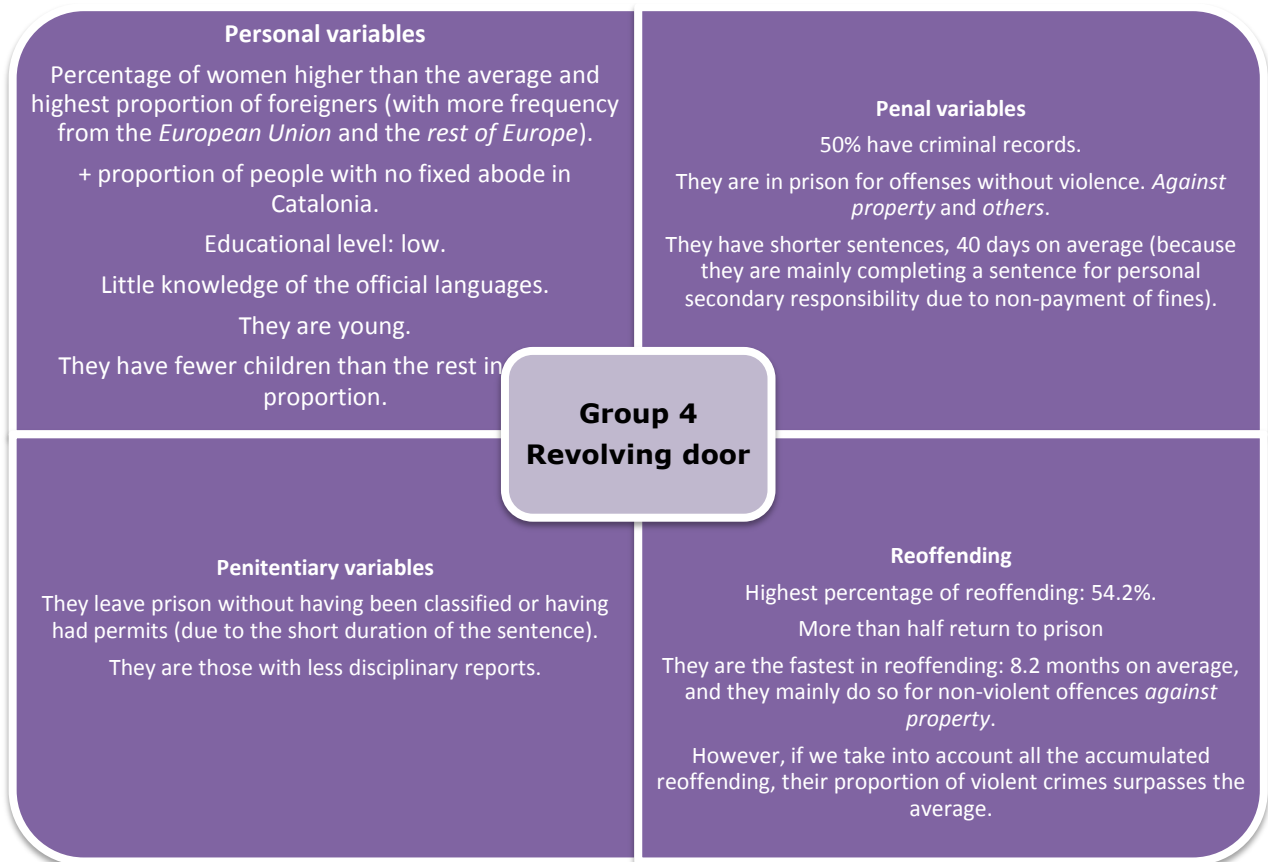 Personal variables
Percentage of women higher than the average and
highest proportion of foreigners (with more frequency
from the European Union and the rest of Europe).
+ proportion of people with no fixed abode in
Catalonia.
Educational level: low.
Little knowledge of the official languages.
They are young.
They have fewer children than the rest in
proportion.
Penal variables
50% have criminal records.
They are in prison for offenses without violence. Against
property and others.
They have shorter sentences, 40 days on average (because
they are mainly completing a sentence for personal
secondary responsibility due to non-payment of fines).
Group 4
Revolving door
Penitentiary variables
They leave prison without having been classified or having
had permits (due to the short duration of the sentence).
They are those with less disciplinary reports.
Reoffending
Highest percentage of reoffending: 54.2%.
More than half return to prison
They are the fastest in reoffending: 8.2 months on average,
and they mainly do so for non-violent offences against
property.
However, if we take into account all the accumulated
reoffending, their proportion of violent crimes surpasses the
average.